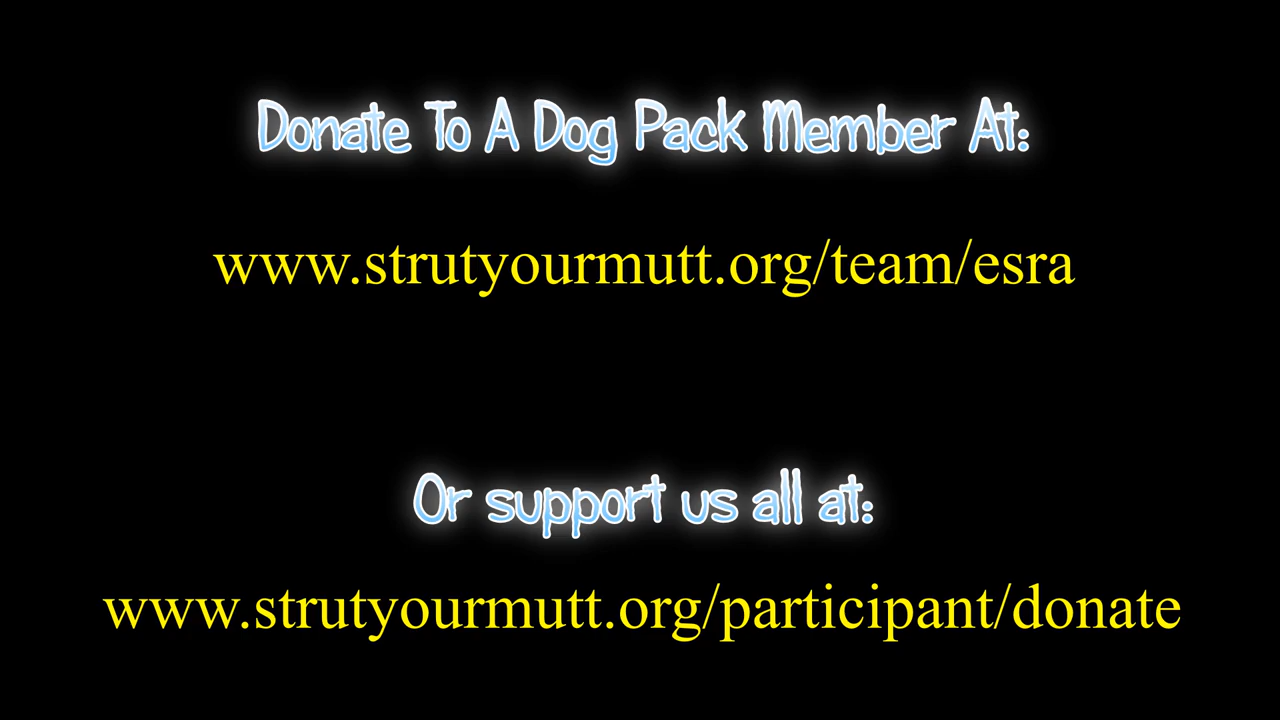 Donate To A Dog Pack Member At:
www.strutyourmutt.org/team/esra
Or support us all at:
www.strutyourmutt.org/participant/donate